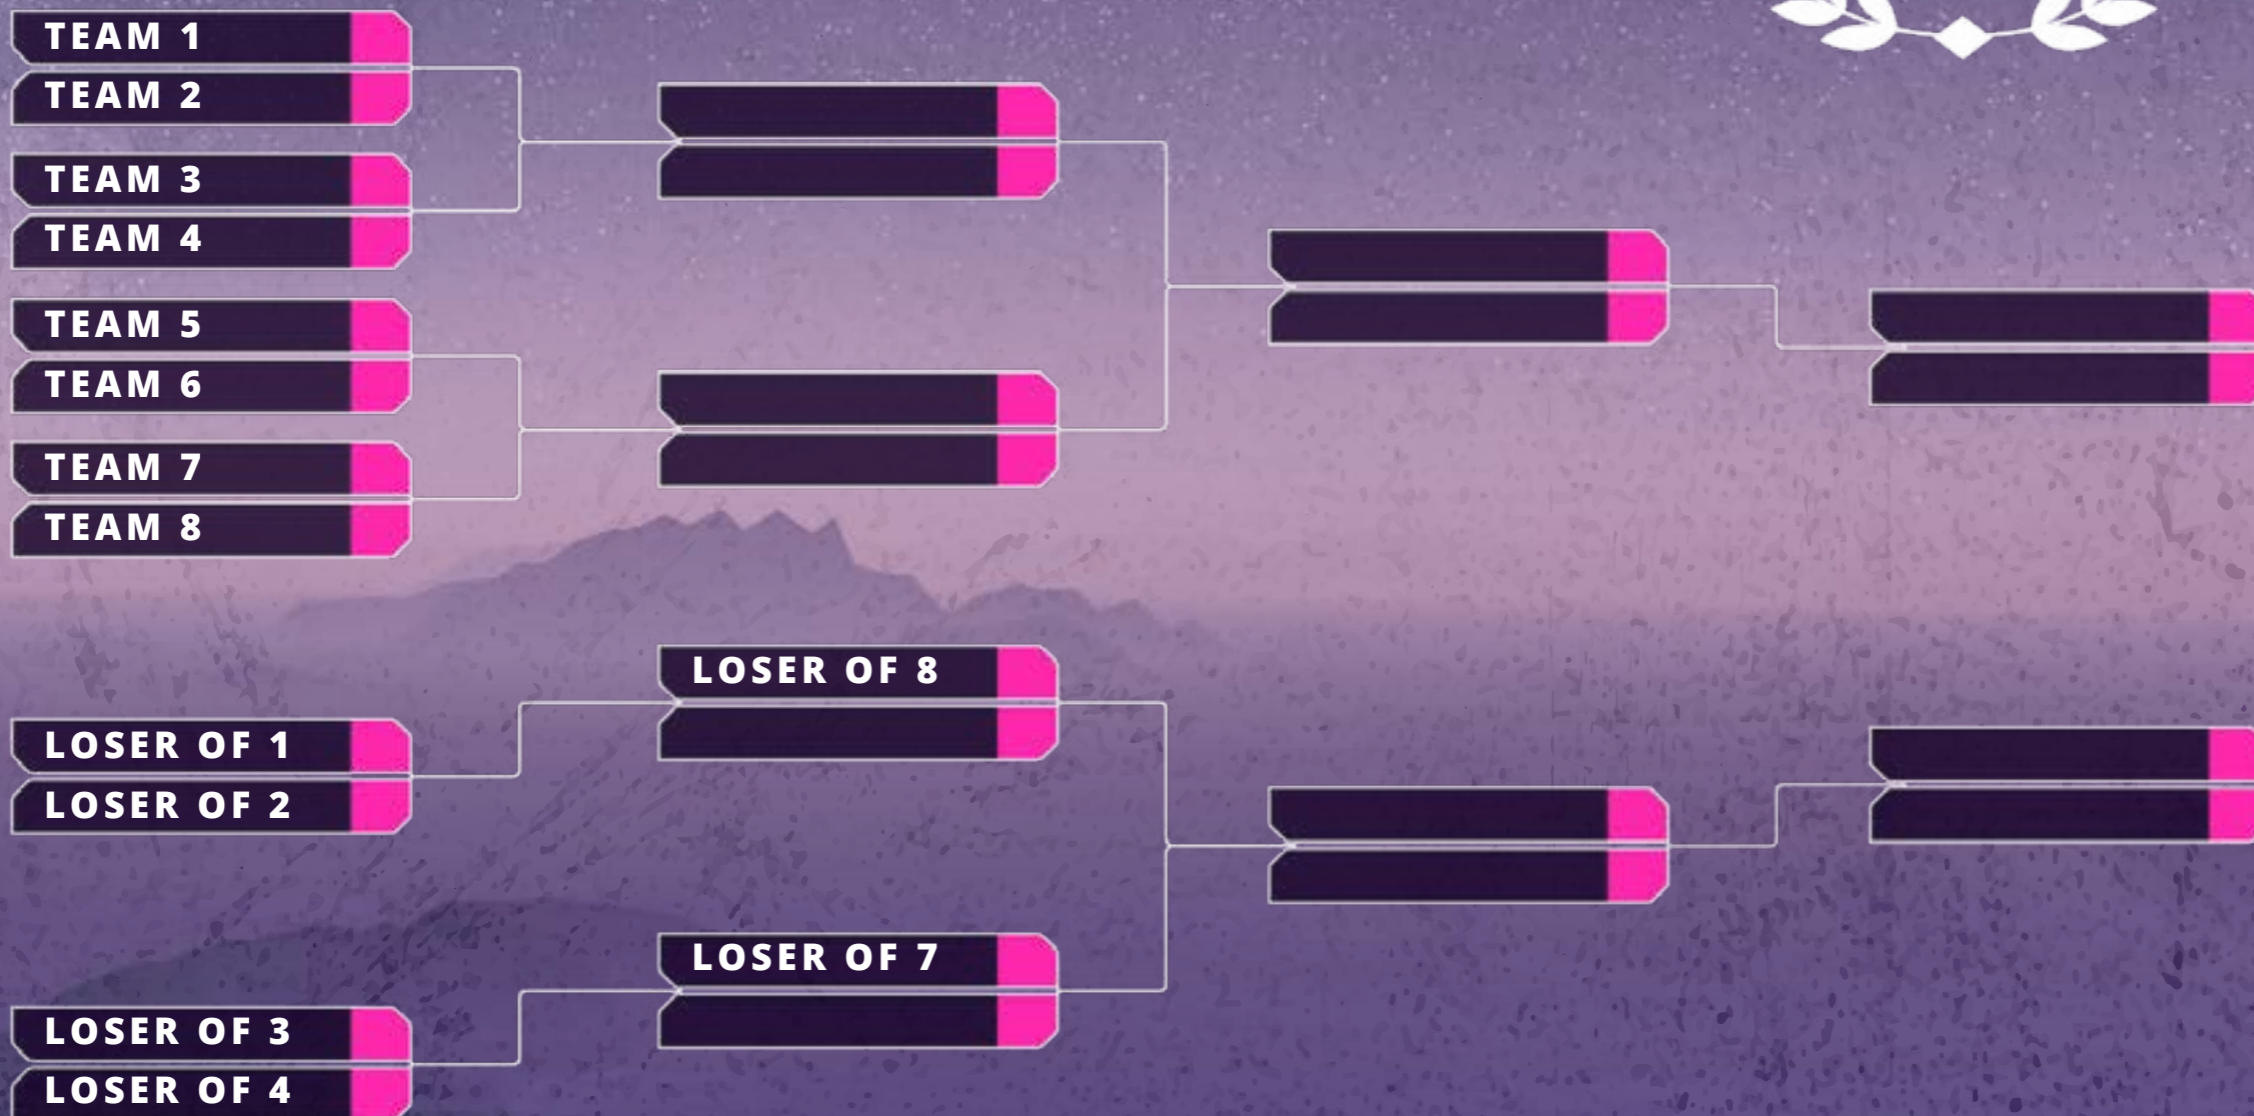 TEAM 1
TEAM 2
TEAM 3
TEAM 4
TEAM 5
TEAM 6
TEAM 7
TEAM 8
LOSER OF 1
LOSER OF 2
LOSER OF 3
LOSER OF 4
LOSER OF 8
LOSER OF 7